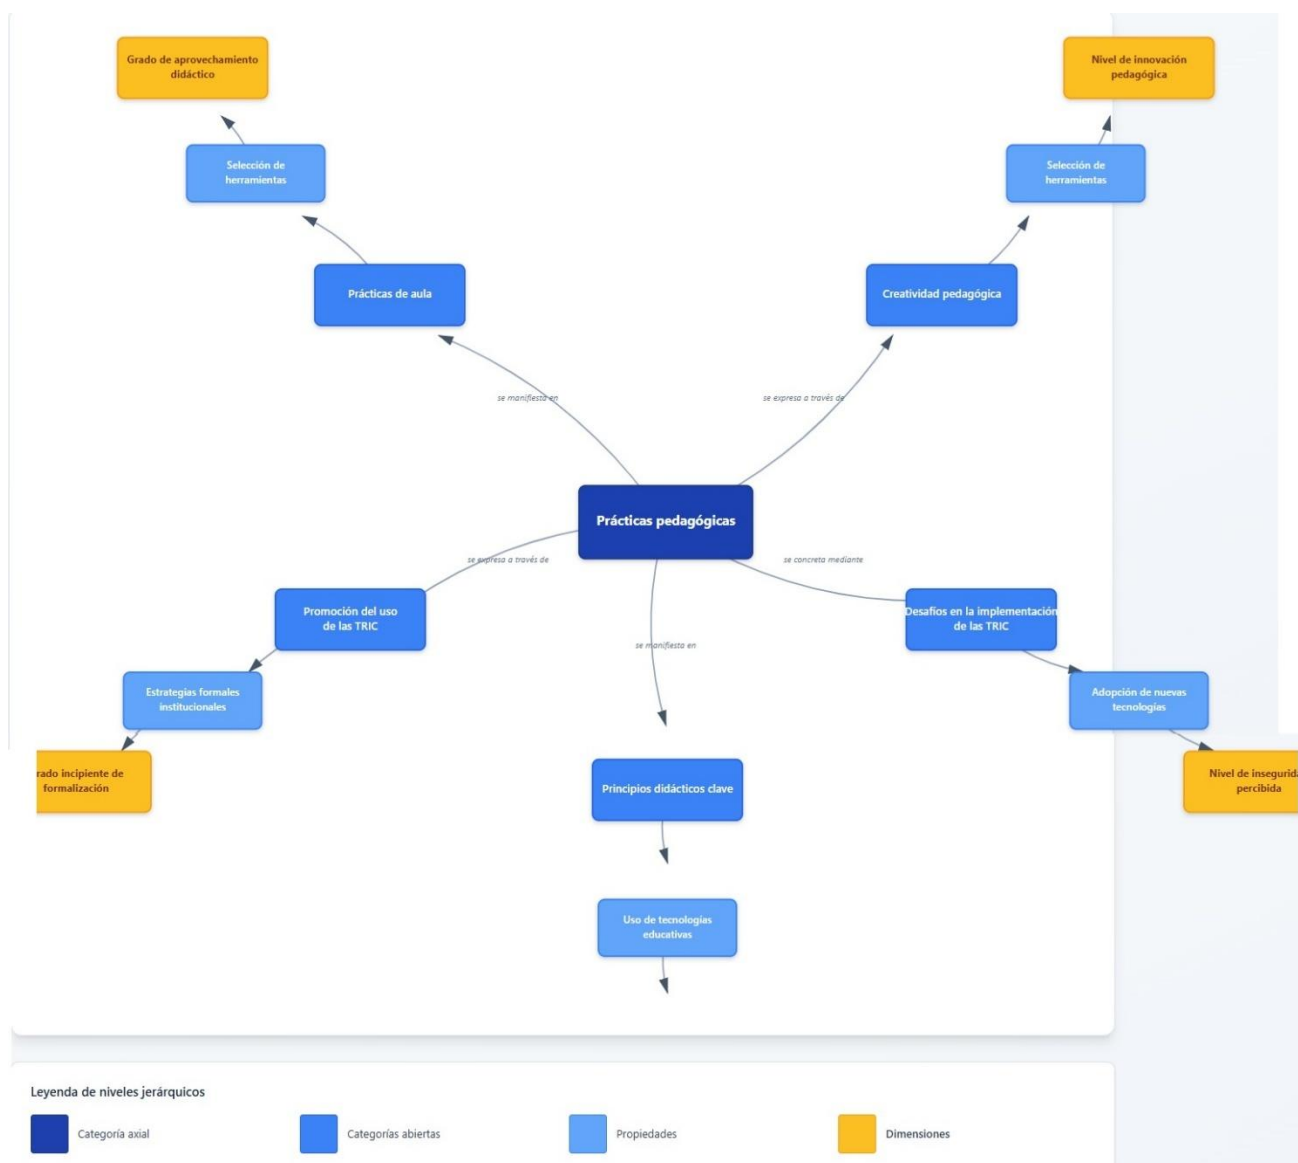 Grado de aprovechamiento
didáctico
Nivel de innovación
pedagógica
Selección de
herramientas
Selección de
herramientas
Prácticas de aula
Creatividad pedagógica
se manifiesta en
se expresa a través de
Prácticas pedagógicas
se expresa a través de
se concreta mediante
Promoción del uso
de las TRIC
Desafíos en la implementación
de las TRIC
se manifiesta en
Estrategias formales
institucionales
Adopción de nuevas
tecnologías
rado incipiente de
formalización
Principios didácticos clave
Nivel de insegurida
percibida
Uso de tecnologías
educativas
Leyenda de niveles jerárquicos
Categoría axial
Categorías abiertas
Propiedades
Dimensiones